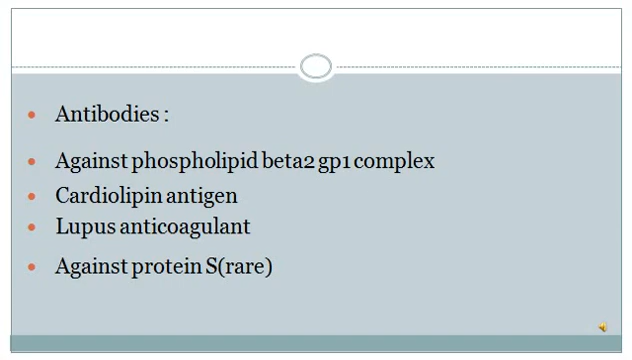 Antibodies :
Against phospholipid beta2 gp1 complex
Cardiolipin antigen
Lupus anticoagulant
Against protein S(rare)